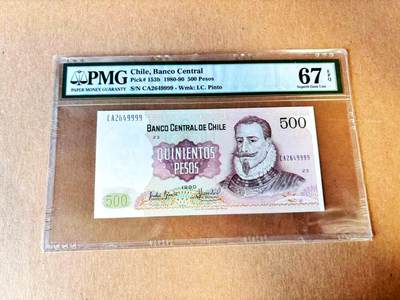 PMG
PAPER MONEY GUARANTY
Chile, Banco Central
Pick# 153b 1980-90 500 Pesos
S/N CA2649999 - Wmk: I.C. Pinto
67 EPQ
Superb Gem Unc
CA2649999
BANCO CENTRAL DE CHILE
500
QUINIENTOS
PESOS
CA2649999
500